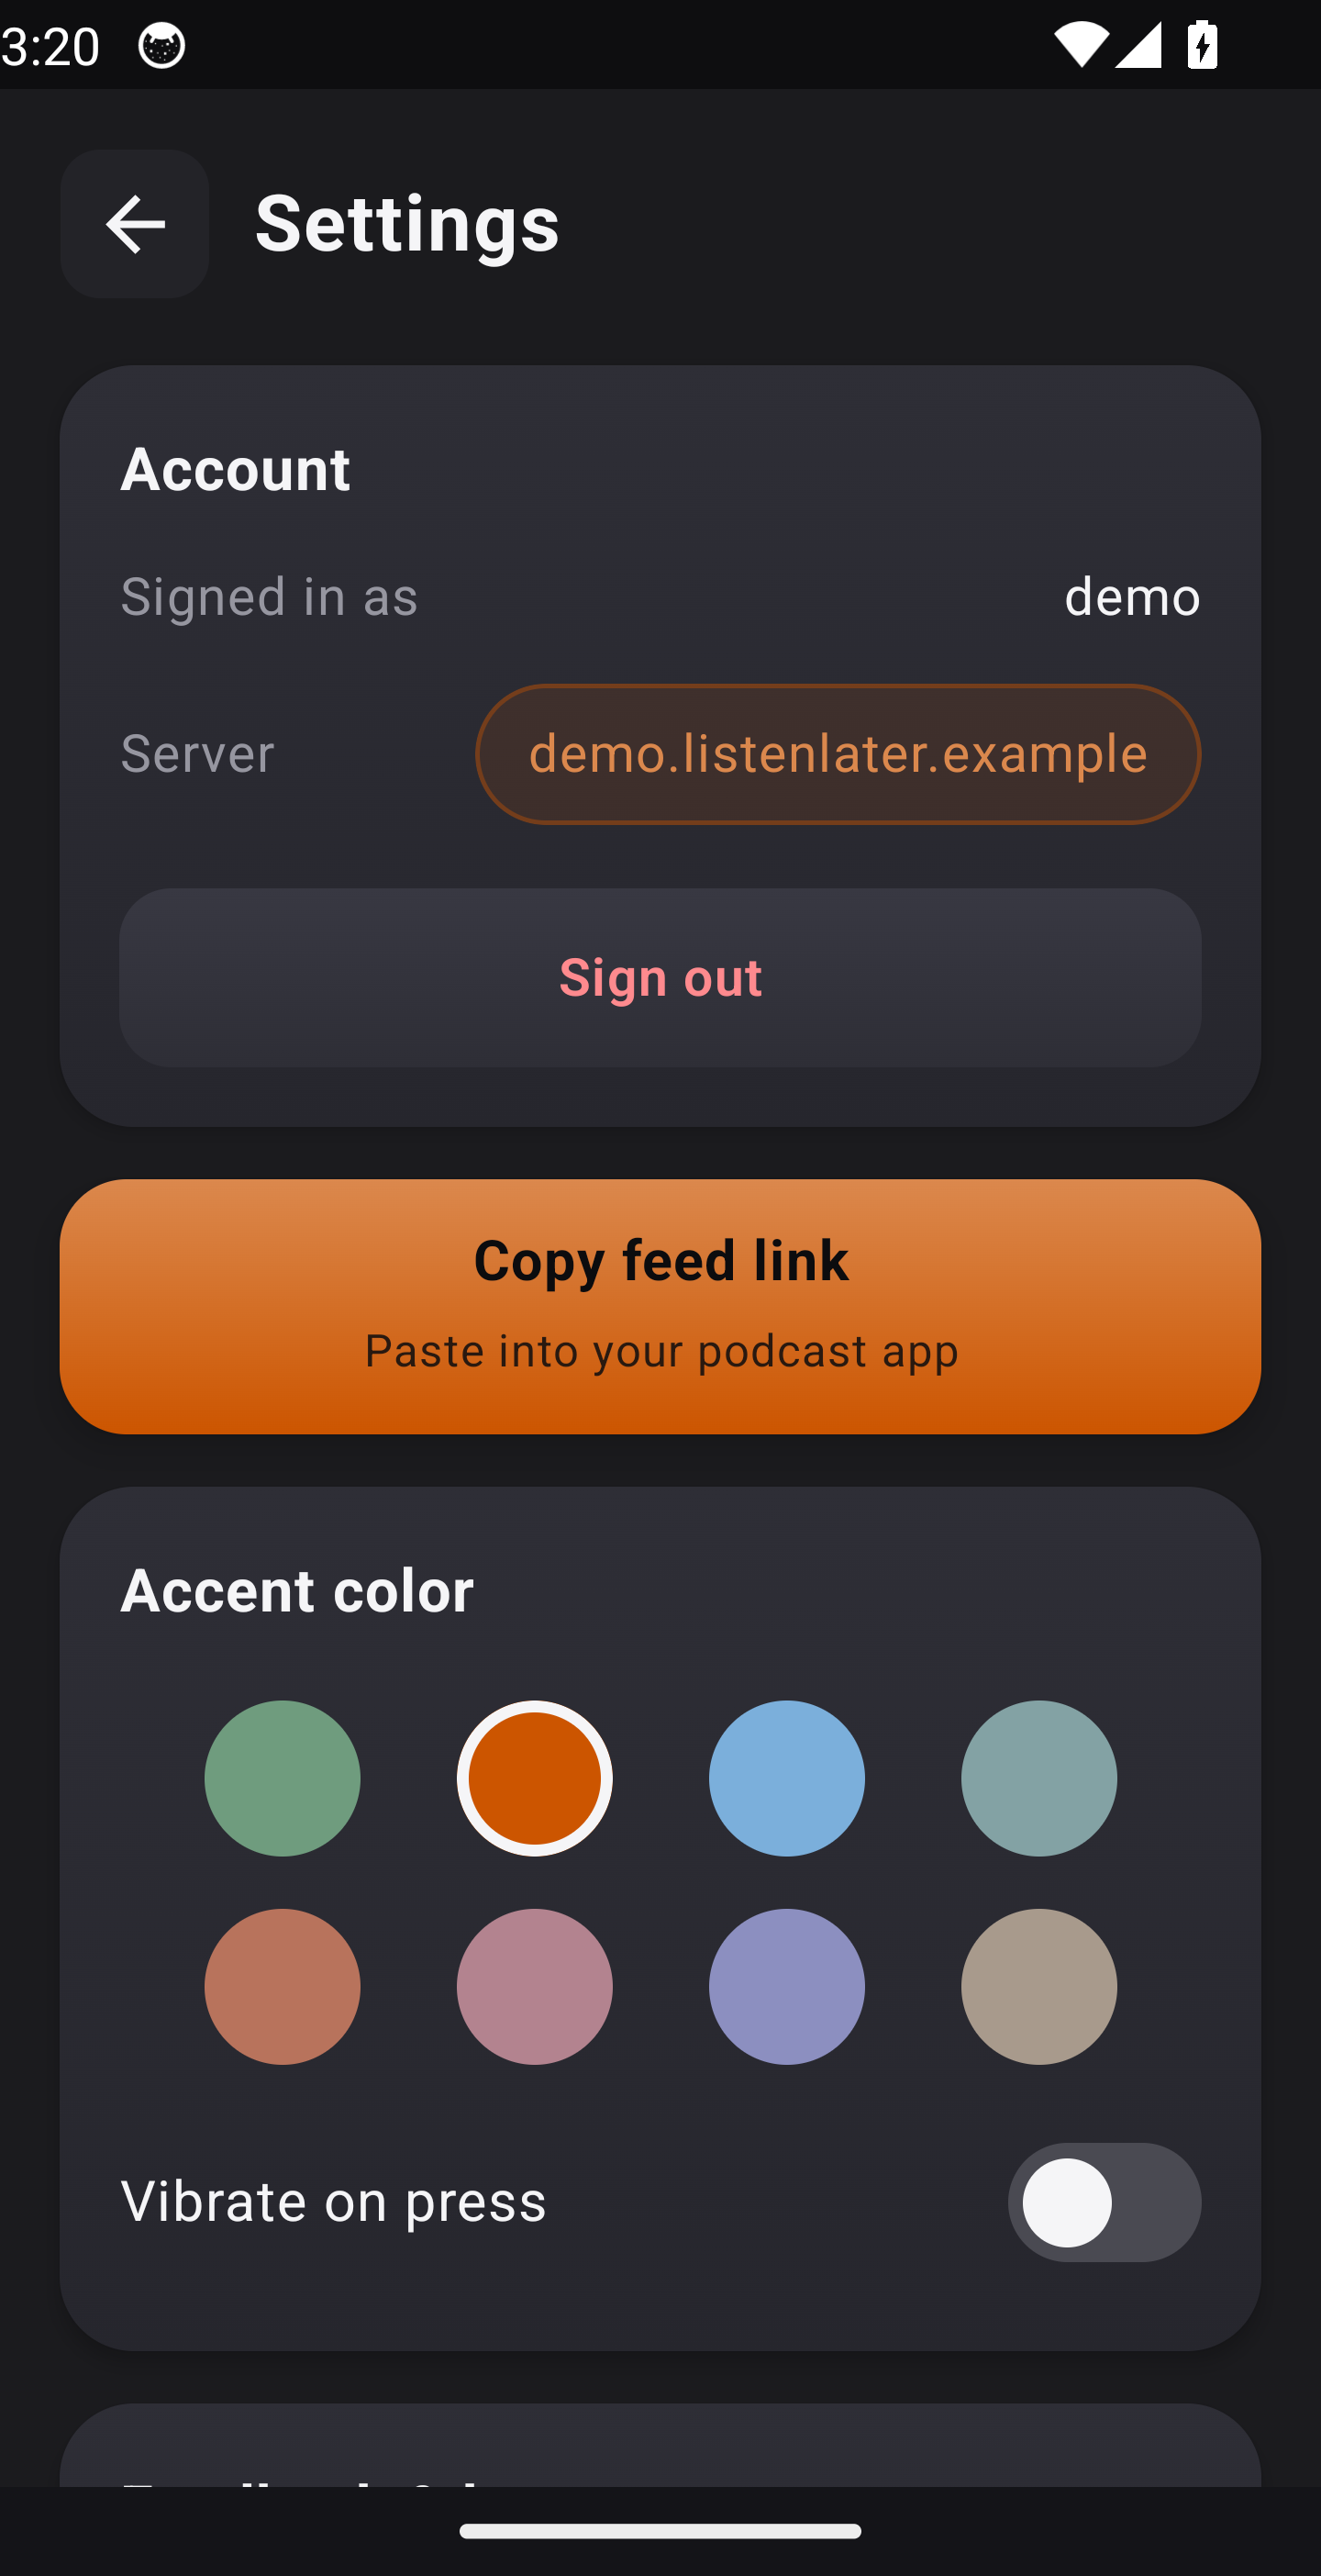 3:20
Settings
Account
Signed in as
demo
Server
demo.listenlater.example
Sign out
Copy feed link
Paste into your podcast app
Accent color
Vibrate on press